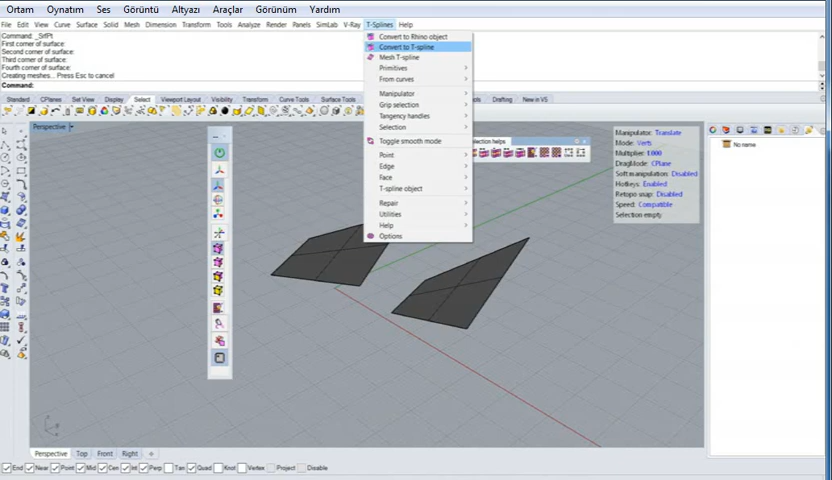 Ortam Oynatım Ses Görüntü Altyazı Araçlar Görünüm Yardım
File Edit View Curve Surface Solid Mesh Dimension Transform Tools Analyze Render Panels SimLab V-Ray T-Splines Help
Command: _SrfPt
First corner of surface:
Second corner of surface:
Third corner of surface:
Fourth corner of surface:
Creating meshes... Press Esc to cancel
Command:
Convert to Rhino object
Convert to T-spline
Mesh T-spline
Primitives
From curves
Manipulator
Grip selection
Tangency handles
Selection
Toggle smooth mode
Point
Edge
Face
T-spline object
Repair
Utilities
Help
Options
Standard CPlanes Set View Display Select Viewport Layout Visibility Transform Curve Tools Surface Tools Drafting New in V5
Perspective
election helps
Manipulator: Translate
Mode: Verti
Multiplier: 1.000
DragMode: CPlane
Soft manipulation: Disabled
Hotkeys: Enabled
Retopo snap: Disabled
Speed: Compatible
Selection empty
No name
Perspective Top Front Right
End Near Point Mid Cen Int Perp Tan Quad Knot Vertex Project Disable